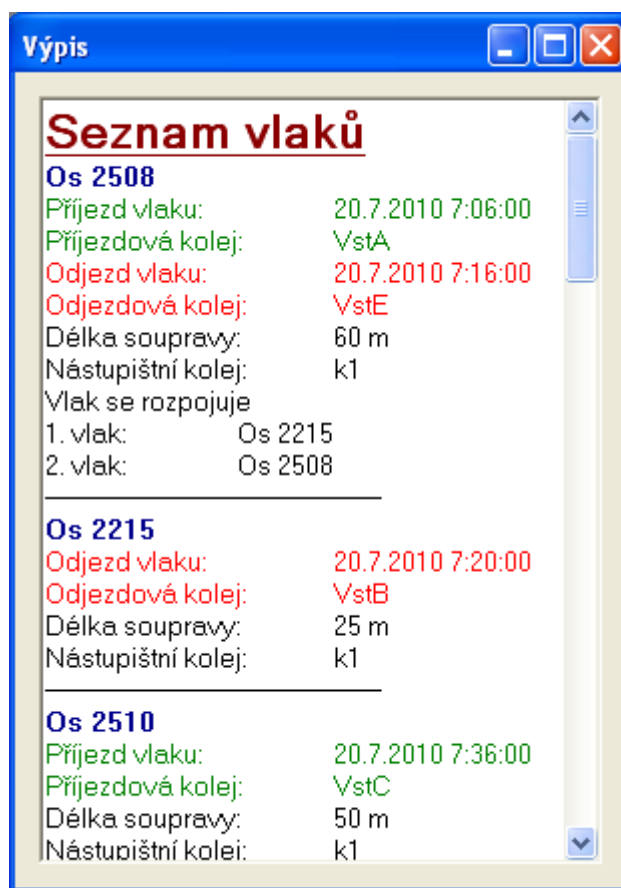 Výpis
Seznam vlaků
Os 2508
Příjezd vlaku: 20.7.2010 7:06:00
Příjezdová kolej: VstA
Odjezd vlaku: 20.7.2010 7:16:00
Odjezdová kolej: VstE
Délka soupravy: 60 m
Nástupištní kolej: k1
Vlak se rozpojuje
1. vlak: Os 2215
2. vlak: Os 2508
Os 2215
Odjezd vlaku: 20.7.2010 7:20:00
Odjezdová kolej: VstB
Délka soupravy: 25 m
Nástupištní kolej: k1
Os 2510
Příjezd vlaku: 20.7.2010 7:36:00
Příjezdová kolej: VstC
Délka soupravy: 50 m
Nástupištní kolej: k1